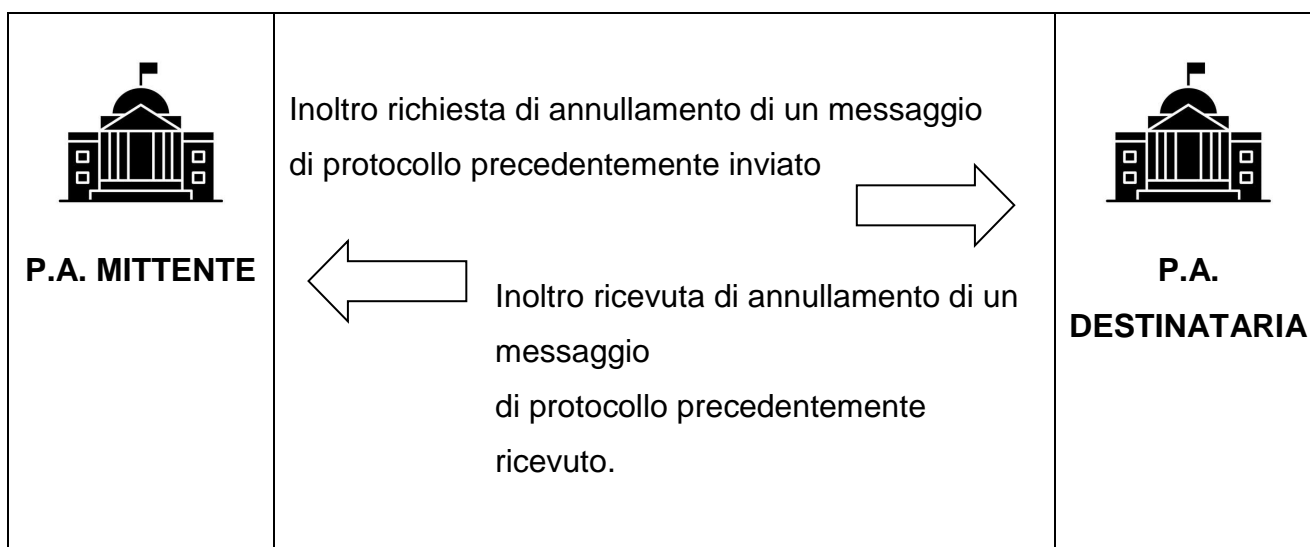 Inoltro richiesta di annullamento di un messaggio
di protocollo precedentemente inviato
P.A. MITTENTE
Inoltro ricevuta di annullamento di un
messaggio
di protocollo precedentemente
ricevuto.
P.A.
DESTINATARIA